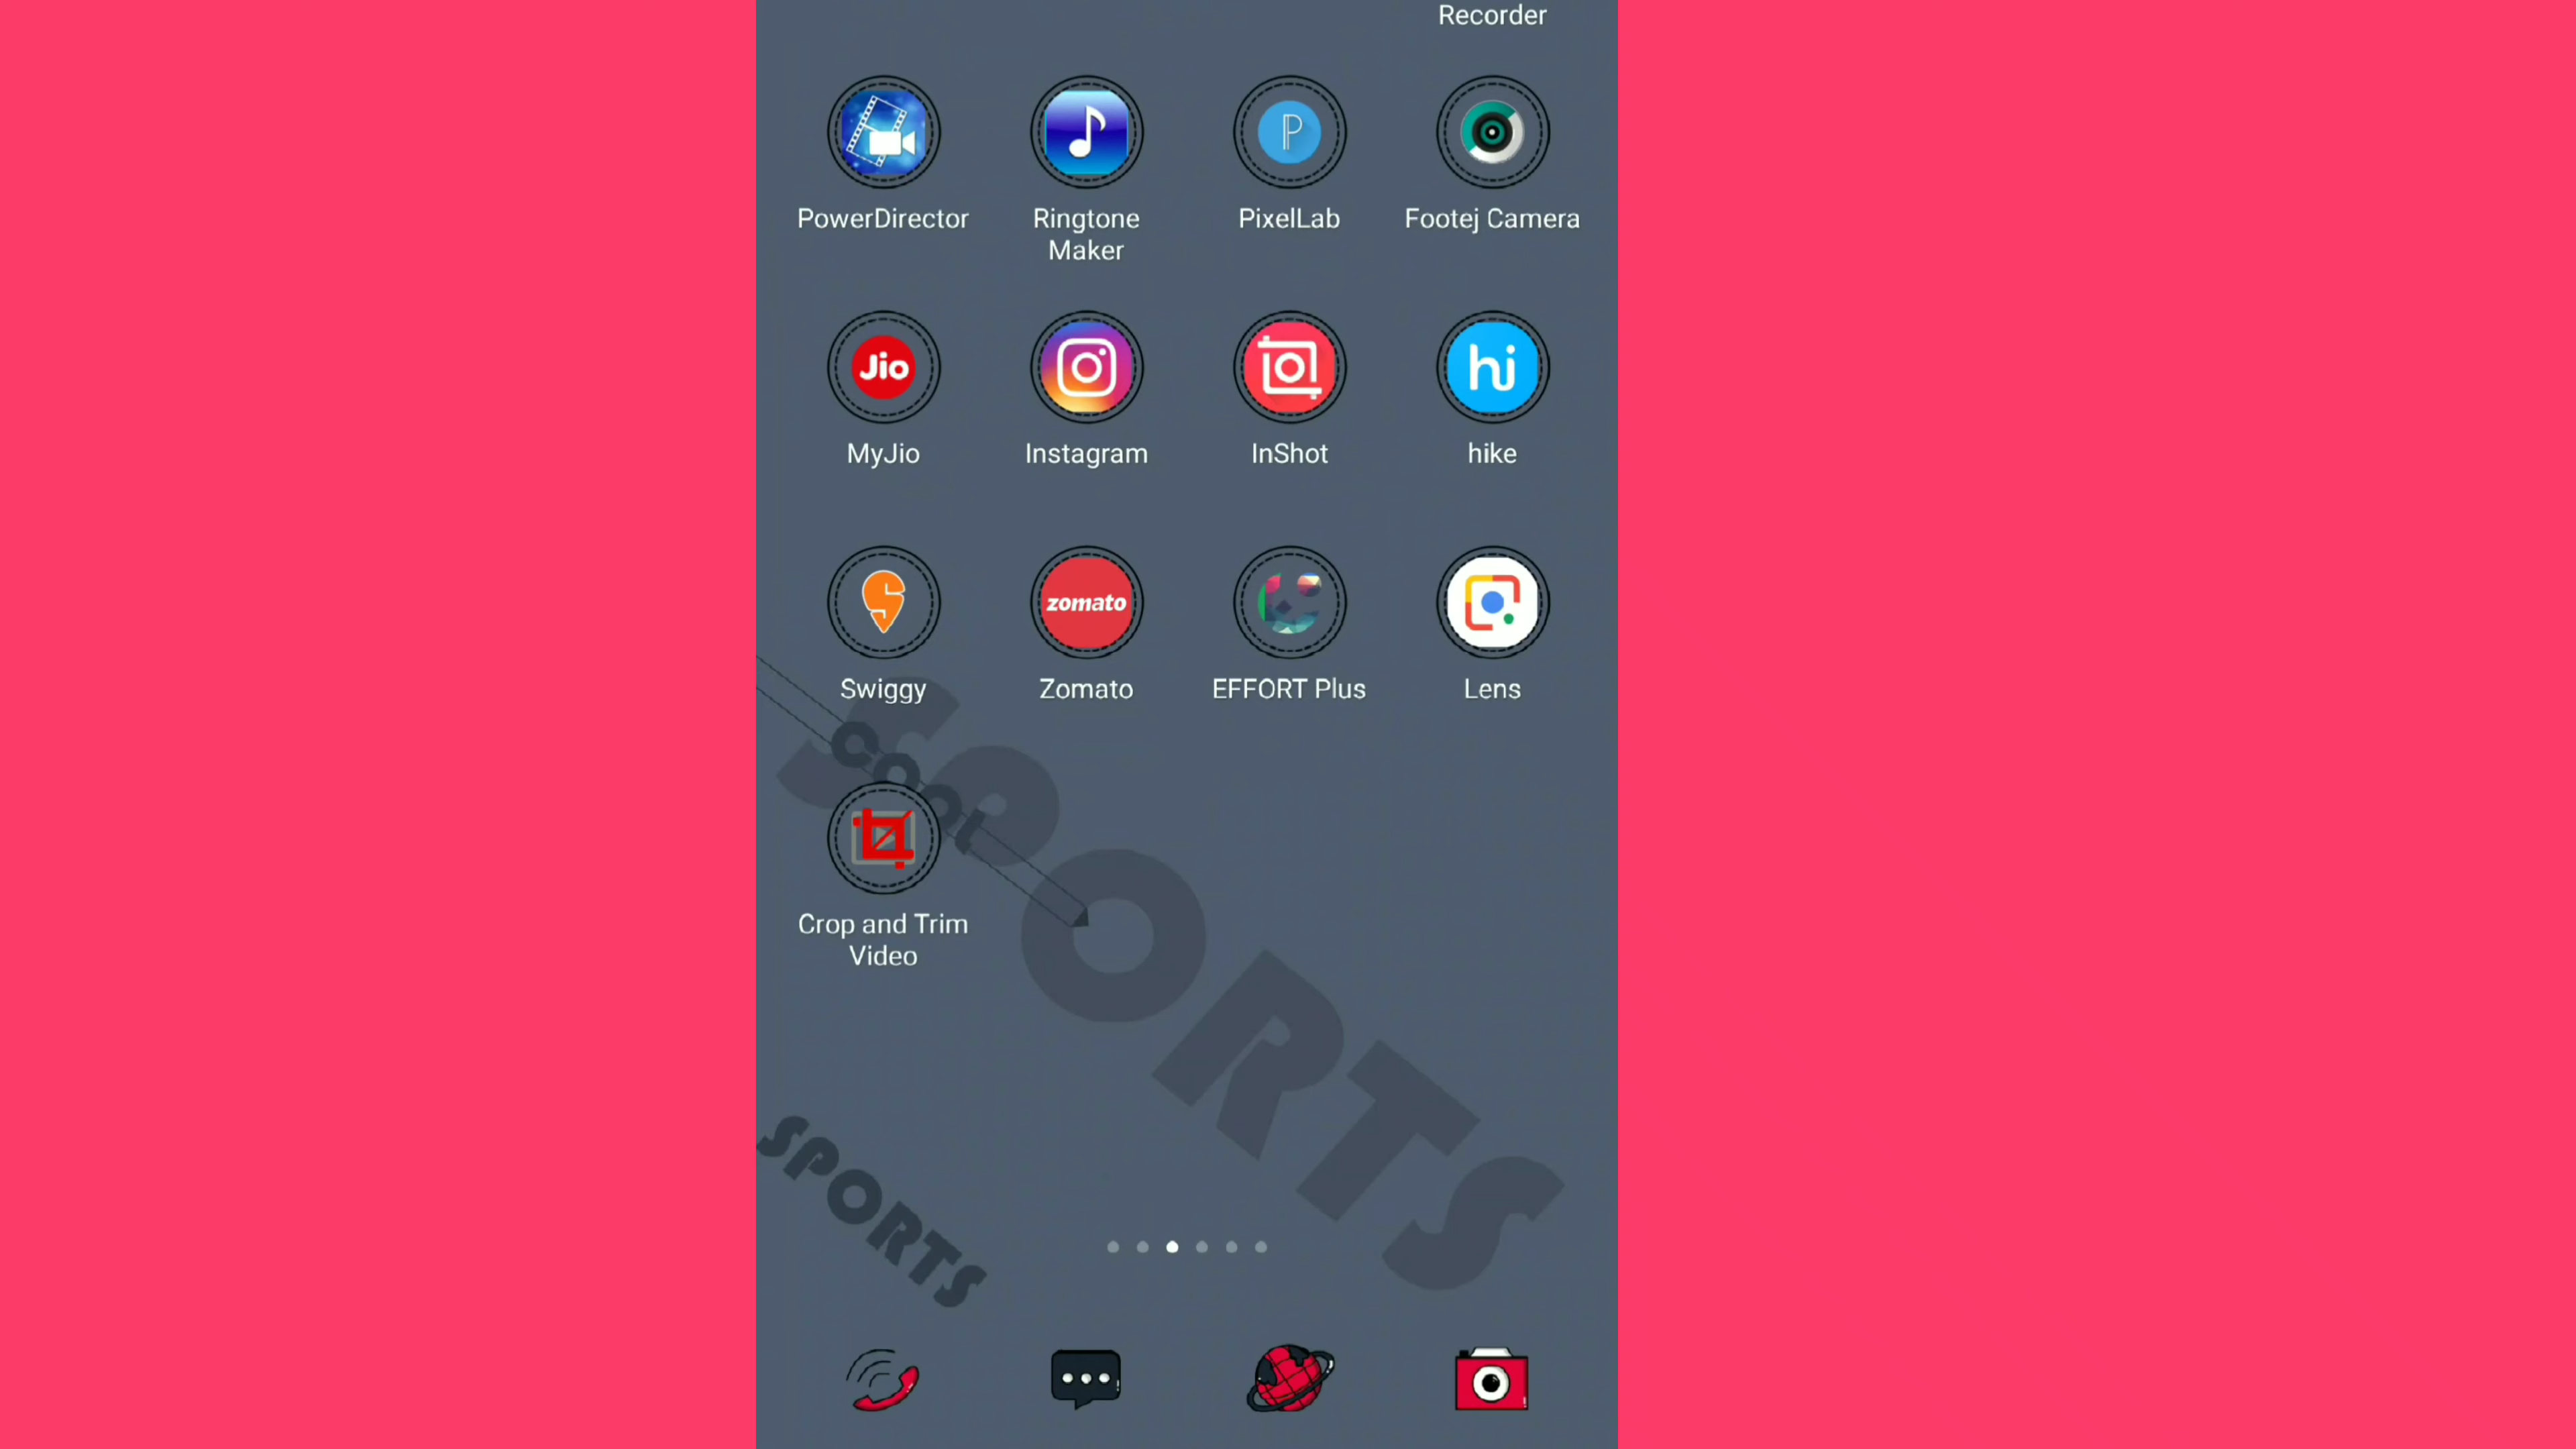 Recorder
PowerDirector
Ringtone
Maker
P
PixelLab
Footej Camera
Jio
MyJio
Instagram
InShot
hi
hike
Swiggy
zomato
Zomato
EFFORT Plus
Lens
SPORTS
cool
Crop and Trim
Video
SPORTS